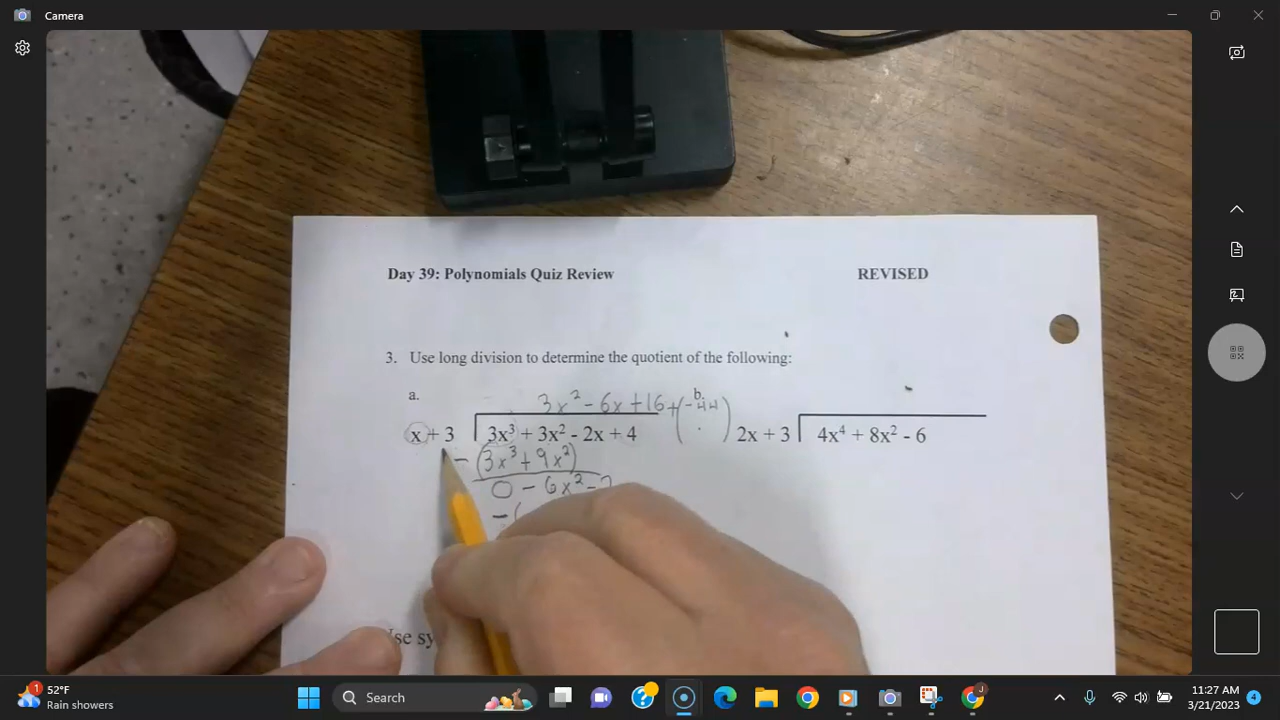 Camera
Day 39: Polynomials Quiz Review REVISED
3. Use long division to determine the quotient of the following:
a. b.
3x² - 6x + 16 + (-44
x + 3 3x³ + 3x² - 2x + 4 2x + 3 4x⁴ + 8x² - 6
- (3x³ + 9x²)
0 - 6x² -
- (
Use
52°F
Rain showers
Search
11:27 AM
3/21/2023